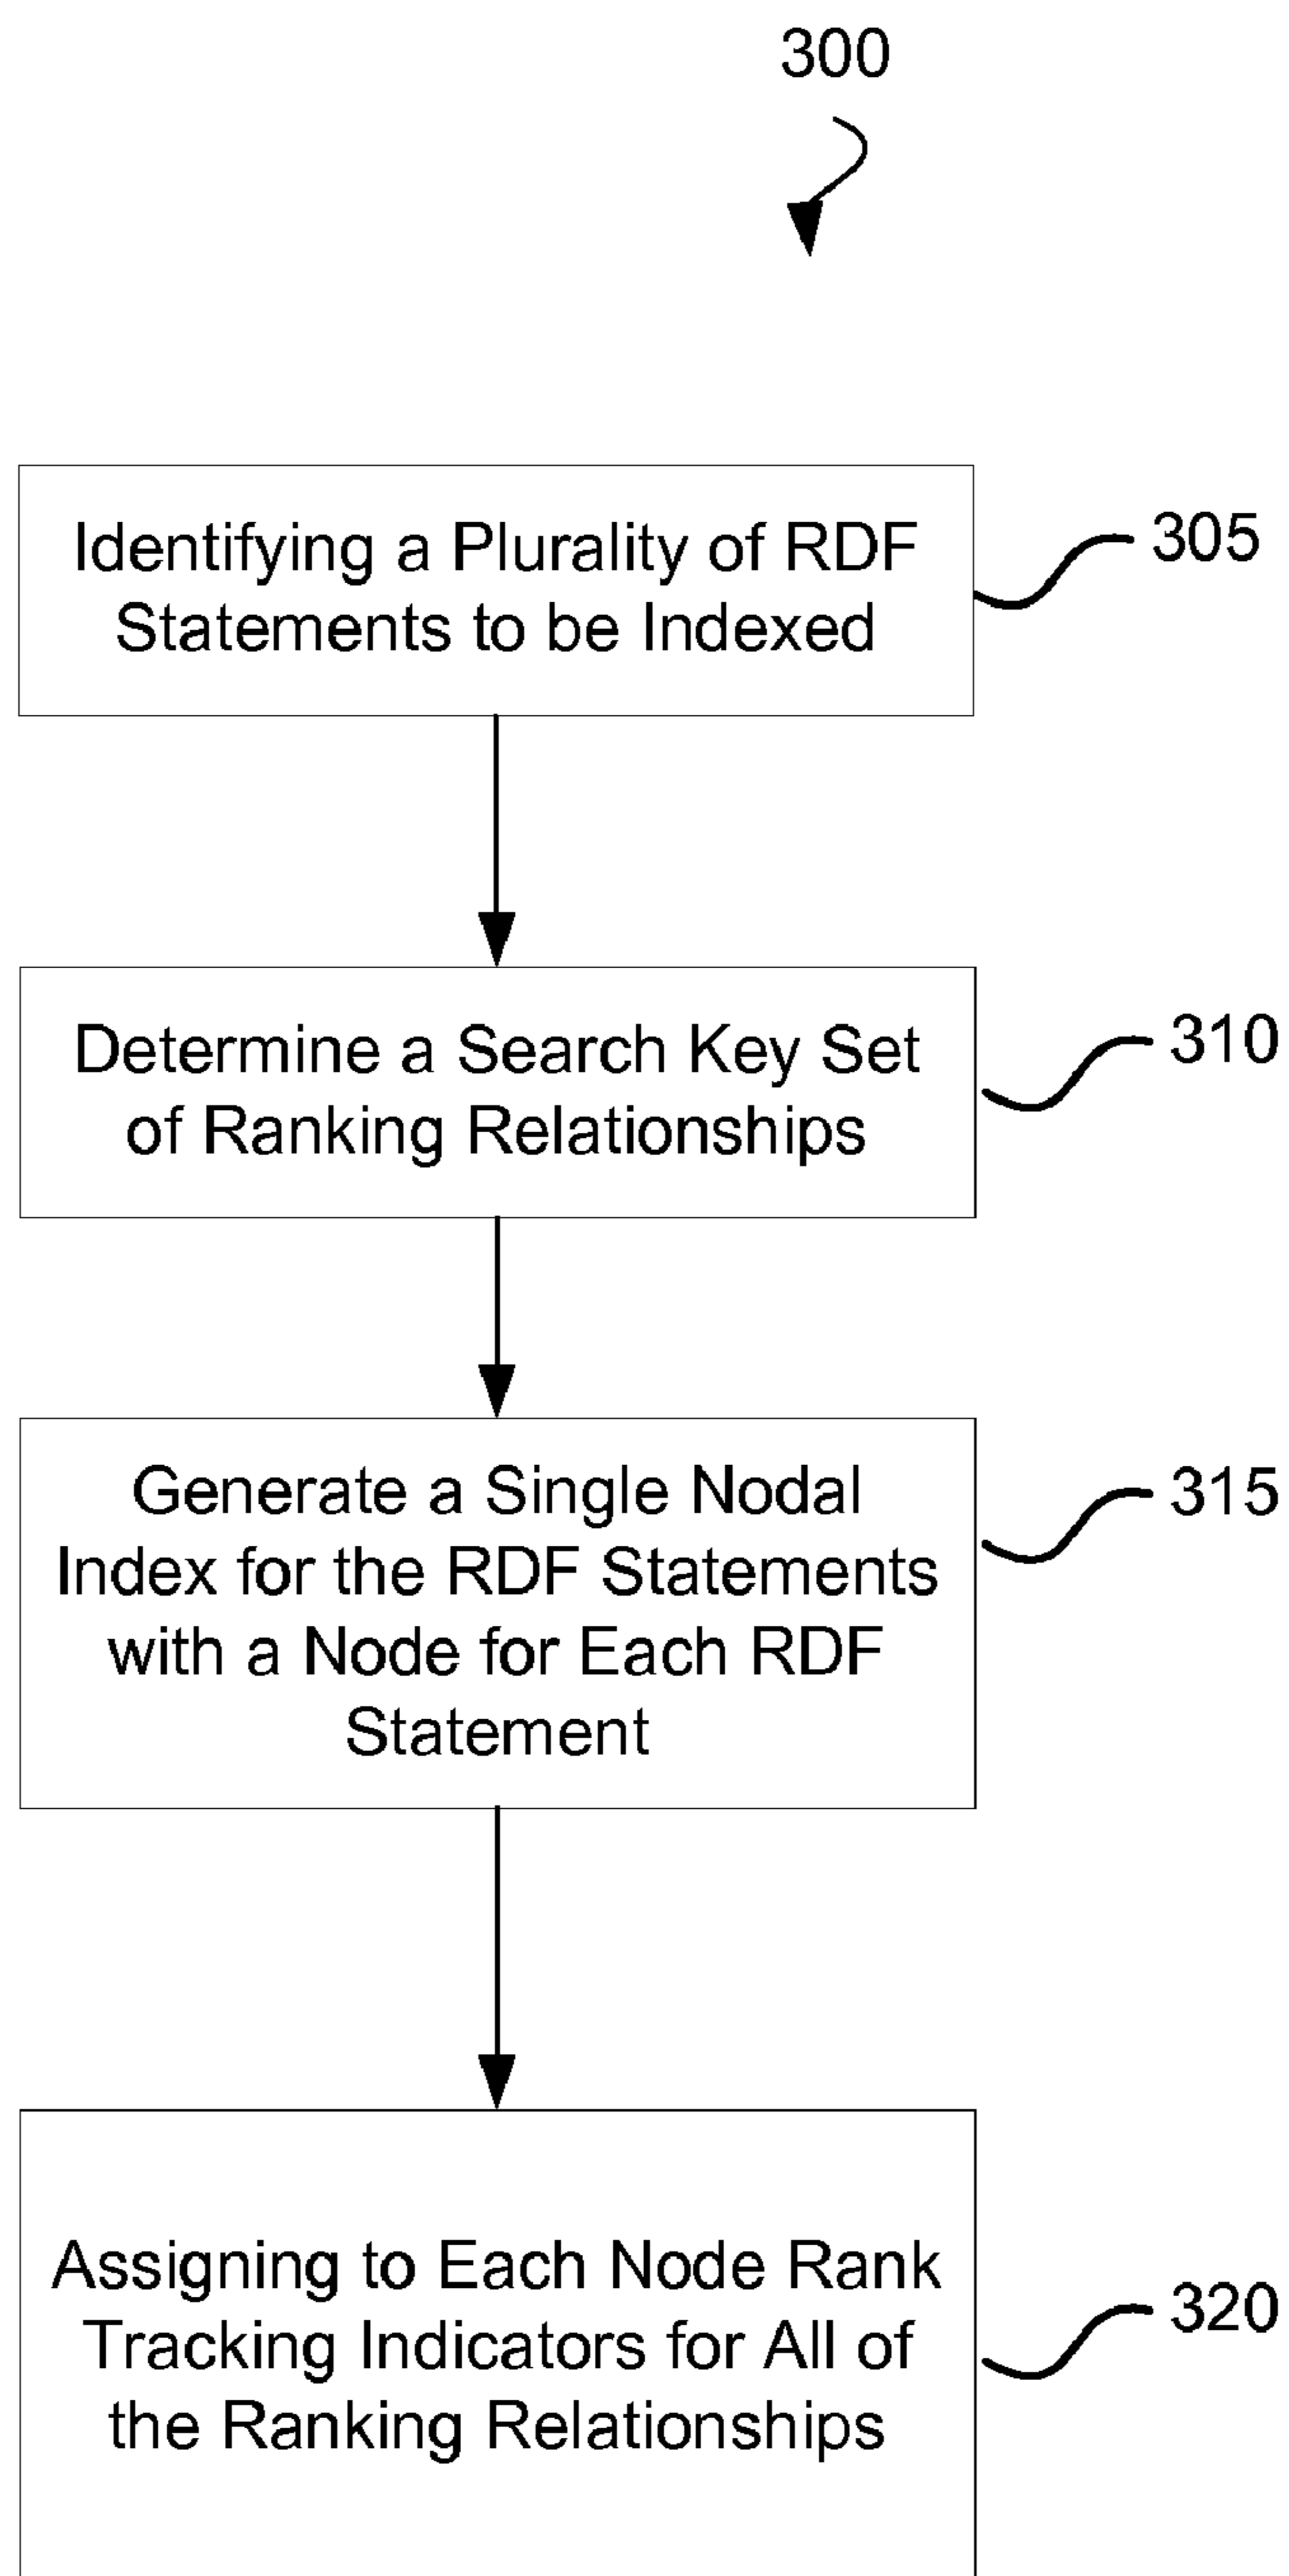 300
Identifying a Plurality of RDF
Statements to be Indexed
305
Determine a Search Key Set
of Ranking Relationships
310
Generate a Single Nodal
Index for the RDF Statements
with a Node for Each RDF
Statement
315
Assigning to Each Node Rank
Tracking Indicators for All of
the Ranking Relationships
320